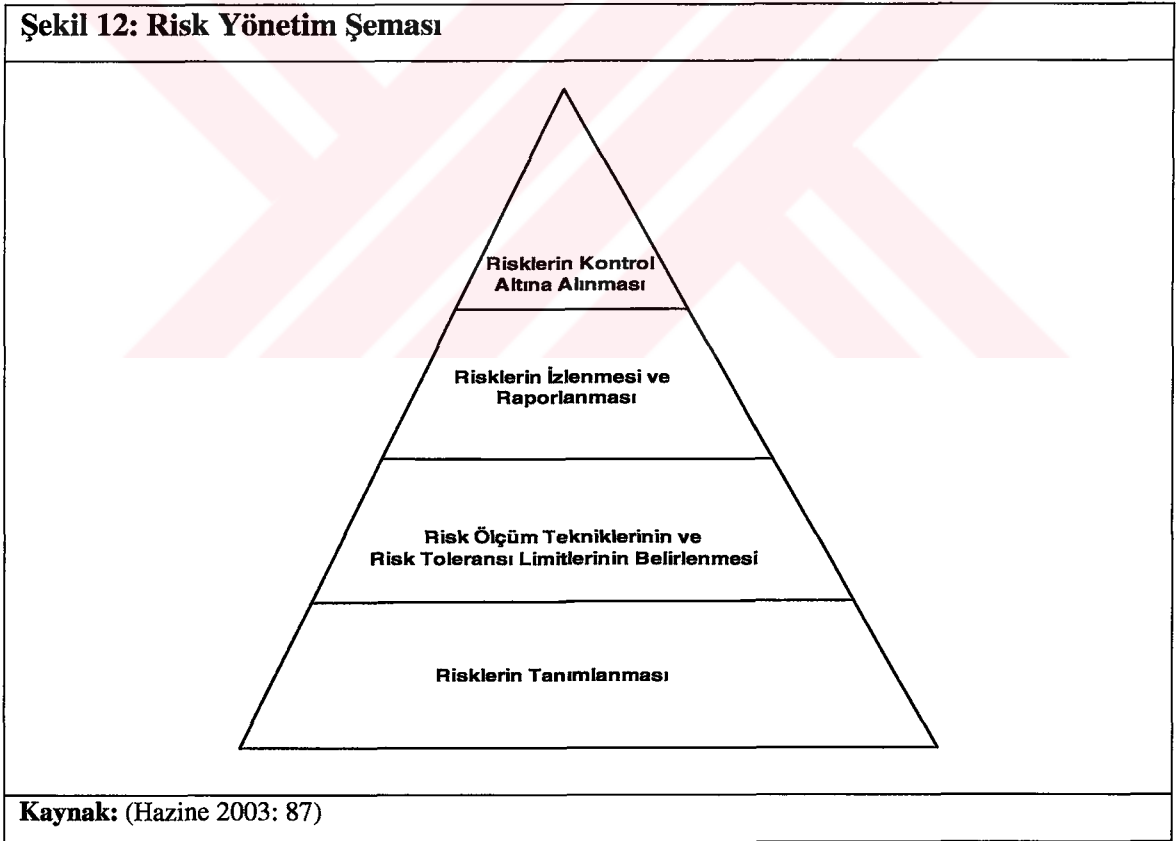 Şekil 12: Risk Yönetim Şeması
Risklerin Kontrol
Altına Alınması
Risklerin İzlenmesi ve
Raporlanması
Risk Ölçüm Tekniklerinin ve
Risk Toleransı Limitlerinin Belirlenmesi
Risklerin Tanımlanması
Kaynak: (Hazine 2003: 87)